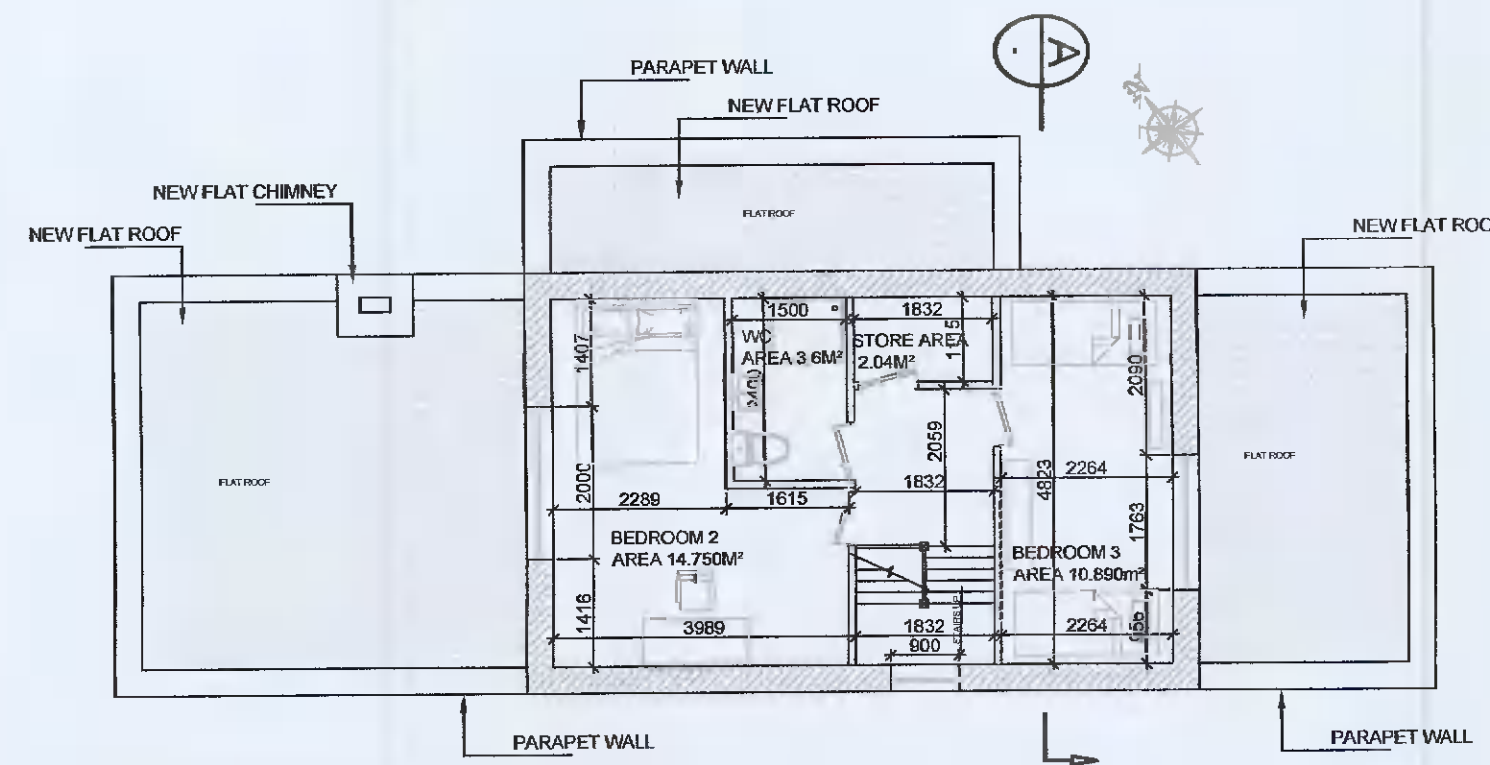 PARAPET WALL
NEW FLAT ROOF
NEW FLAT CHIMNEY
NEW FLAT ROOF
NEW FLAT ROO
A
FLAT ROOF
FLAT ROOF
FLAT ROOF
1500
1832
WC
AREA 3.6M²
STORE AREA
2.04M²
1407
2090
2059
4823
2264
2000
2289
1615
1832
1763
BEDROOM 2
AREA 14.750M²
BEDROOM 3
AREA 10.890m²
1416
3989
1832
2264
900
STAIRS UP
PARAPET WALL
PARAPET WALL